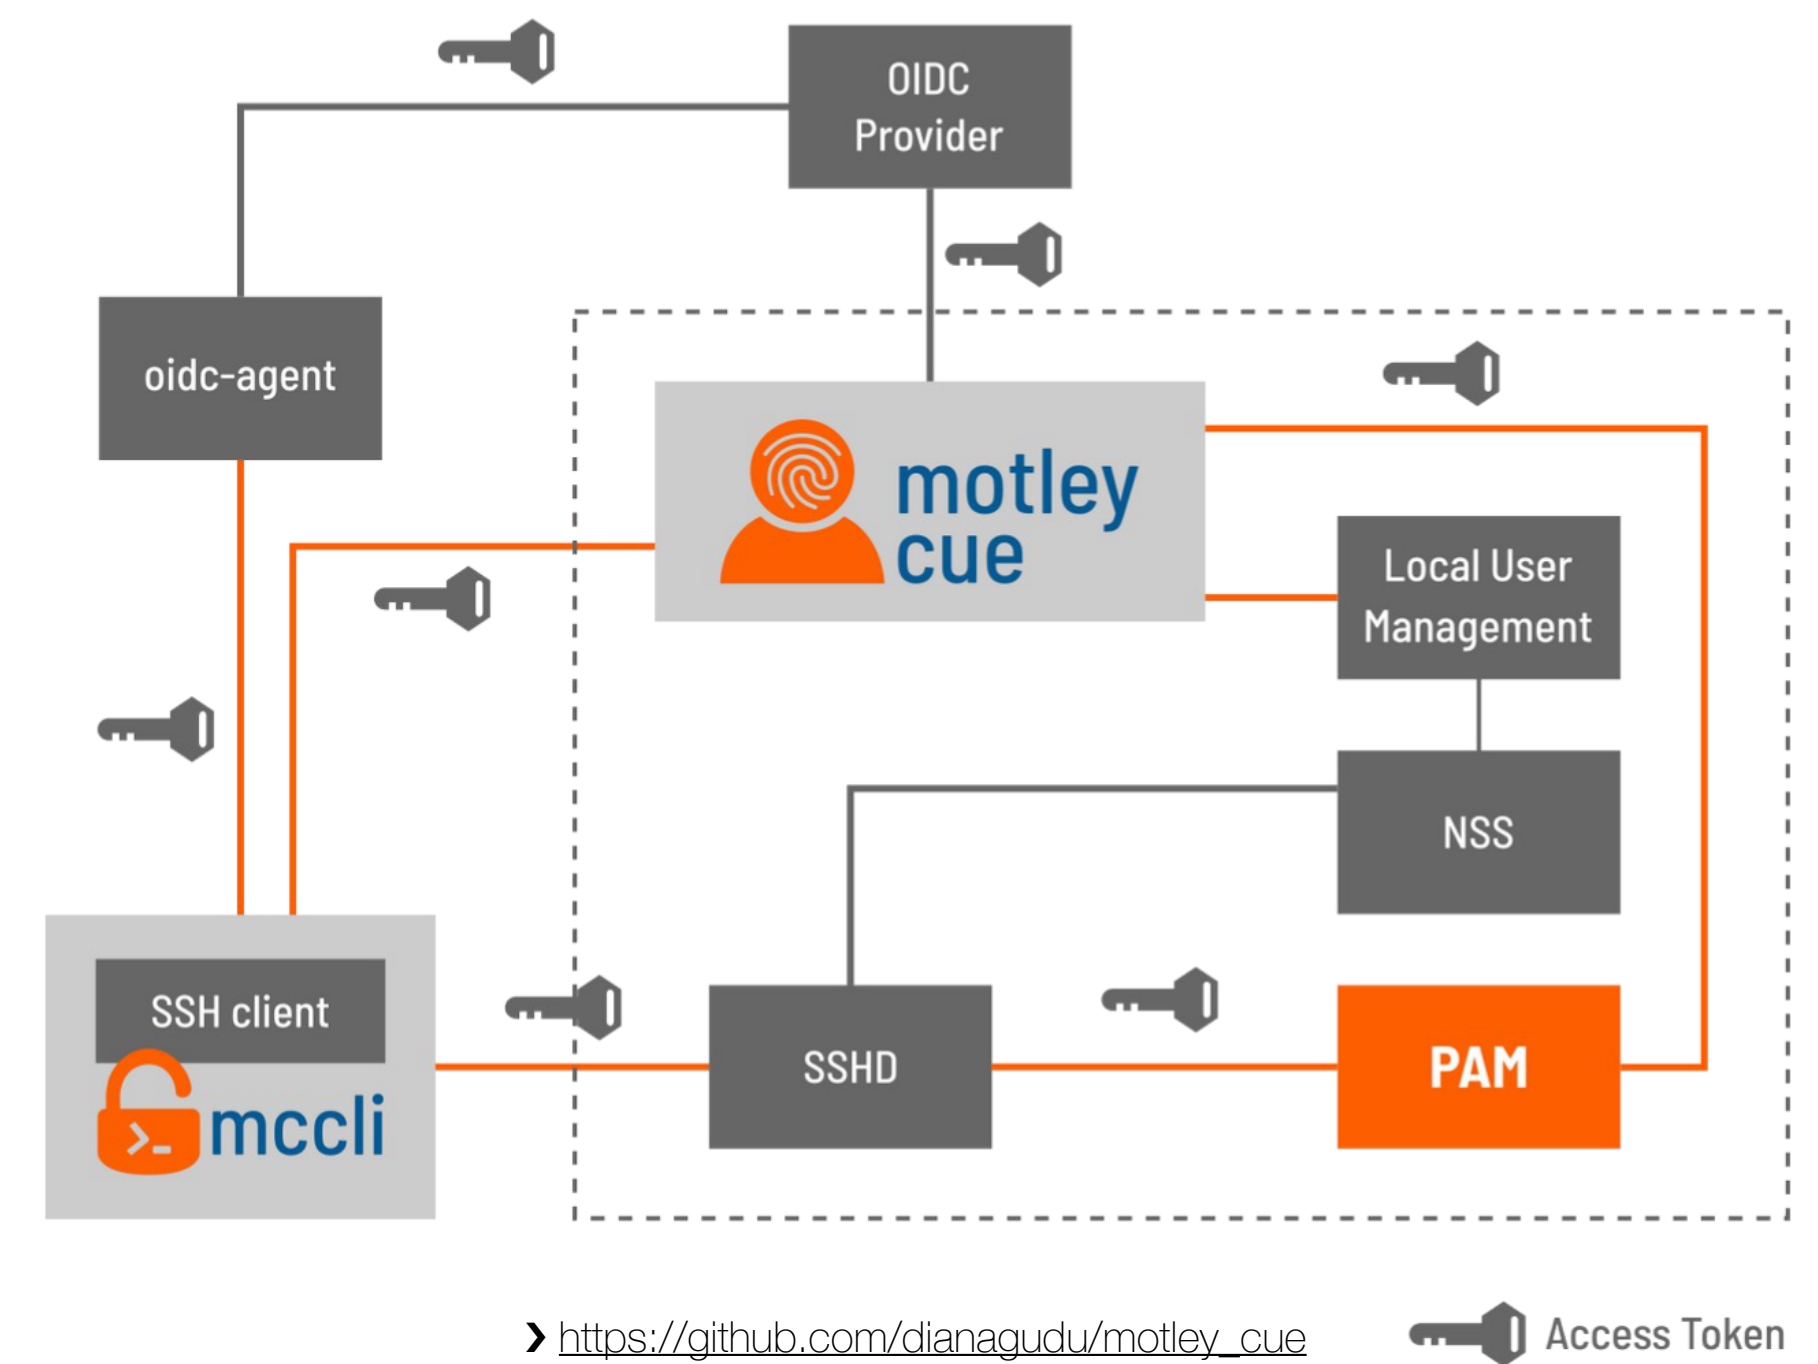 OIDC
Provider
oidc-agent
motley
cue
Local User
Management
NSS
SSH client
>_ mccli
SSHD
PAM
› https://github.com/dianagudu/motley_cue
Access Token